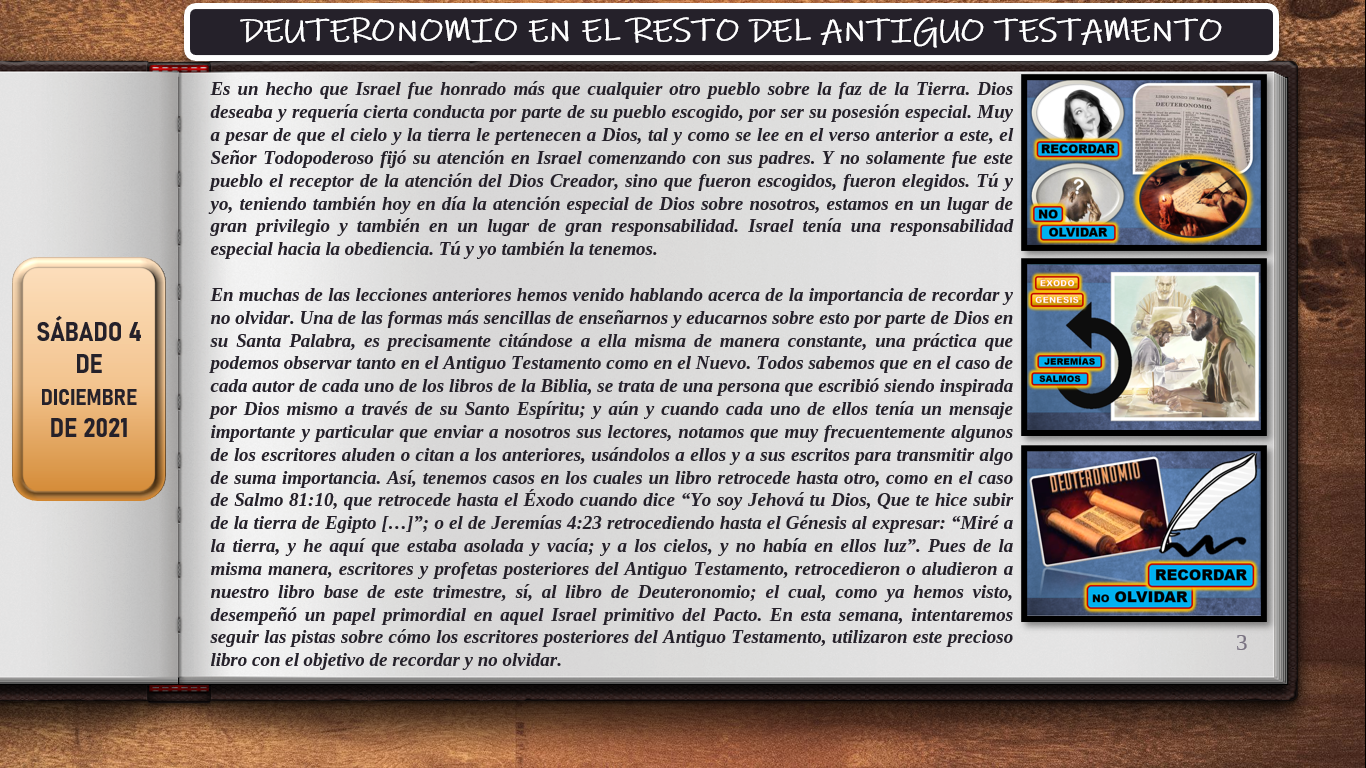 DEUTERONOMIO EN EL RESTO DEL ANTIGUO TESTAMENTO
SÁBADO 4
DE
DICIEMBRE
DE 2021
Es un hecho que Israel fue honrado más que cualquier otro pueblo sobre la faz de la Tierra. Dios
deseaba y requería cierta conducta por parte de su pueblo escogido, por ser su posesión especial. Muy
a pesar de que el cielo y la tierra le pertenecen a Dios, tal y como se lee en el verso anterior a este, el
Señor Todopoderoso fijó su atención en Israel comenzando con sus padres. Y no solamente fue este
pueblo el receptor de la atención del Dios Creador, sino que fueron escogidos, fueron elegidos. Tú y
yo, teniendo también hoy en día la atención especial de Dios sobre nosotros, estamos en un lugar de
gran privilegio y también en un lugar de gran responsabilidad. Israel tenía una responsabilidad
especial hacia la obediencia. Tú y yo también la tenemos.
En muchas de las lecciones anteriores hemos venido hablando acerca de la importancia de recordar y
no olvidar. Una de las formas más sencillas de enseñarnos y educarnos sobre esto por parte de Dios en
su Santa Palabra, es precisamente citándose a ella misma de manera constante, una práctica que
podemos observar tanto en el Antiguo Testamento como en el Nuevo. Todos sabemos que en el caso de
cada autor de cada uno de los libros de la Biblia, se trata de una persona que escribió siendo inspirada
por Dios mismo a través de su Santo Espíritu; y aún y cuando cada uno de ellos tenía un mensaje
importante y particular que enviar a nosotros sus lectores, notamos que muy frecuentemente algunos
de los escritores aluden o citan a los anteriores, usándolos a ellos y a sus escritos para transmitir algo
de suma importancia. Así, tenemos casos en los cuales un libro retrocede hasta otro, como en el caso
de Salmo 81:10, que retrocede hasta el Éxodo cuando dice “Yo soy Jehová tu Dios, Que te hice subir
de la tierra de Egipto […]”; o el de Jeremías 4:23 retrocediendo hasta el Génesis al expresar: “Miré a
la tierra, y he aquí que estaba asolada y vacía; y a los cielos, y no había en ellos luz”. Pues de la
misma manera, escritores y profetas posteriores del Antiguo Testamento, retrocedieron o aludieron a
nuestro libro base de este trimestre, sí, al libro de Deuteronomio; el cual, como ya hemos visto,
desempeñó un papel primordial en aquel Israel primitivo del Pacto. En esta semana, intentaremos
seguir las pistas sobre cómo los escritores posteriores del Antiguo Testamento, utilizaron este precioso
libro con el objetivo de recordar y no olvidar.
LIBRO QUINTO DE MOISÉS
DEUTERONOMIO
RECORDAR
?
NO
OLVIDAR
EXODO
GENESIS
JEREMÍAS
SALMOS
DEUTERONOMIO
RECORDAR
NO OLVIDAR
3